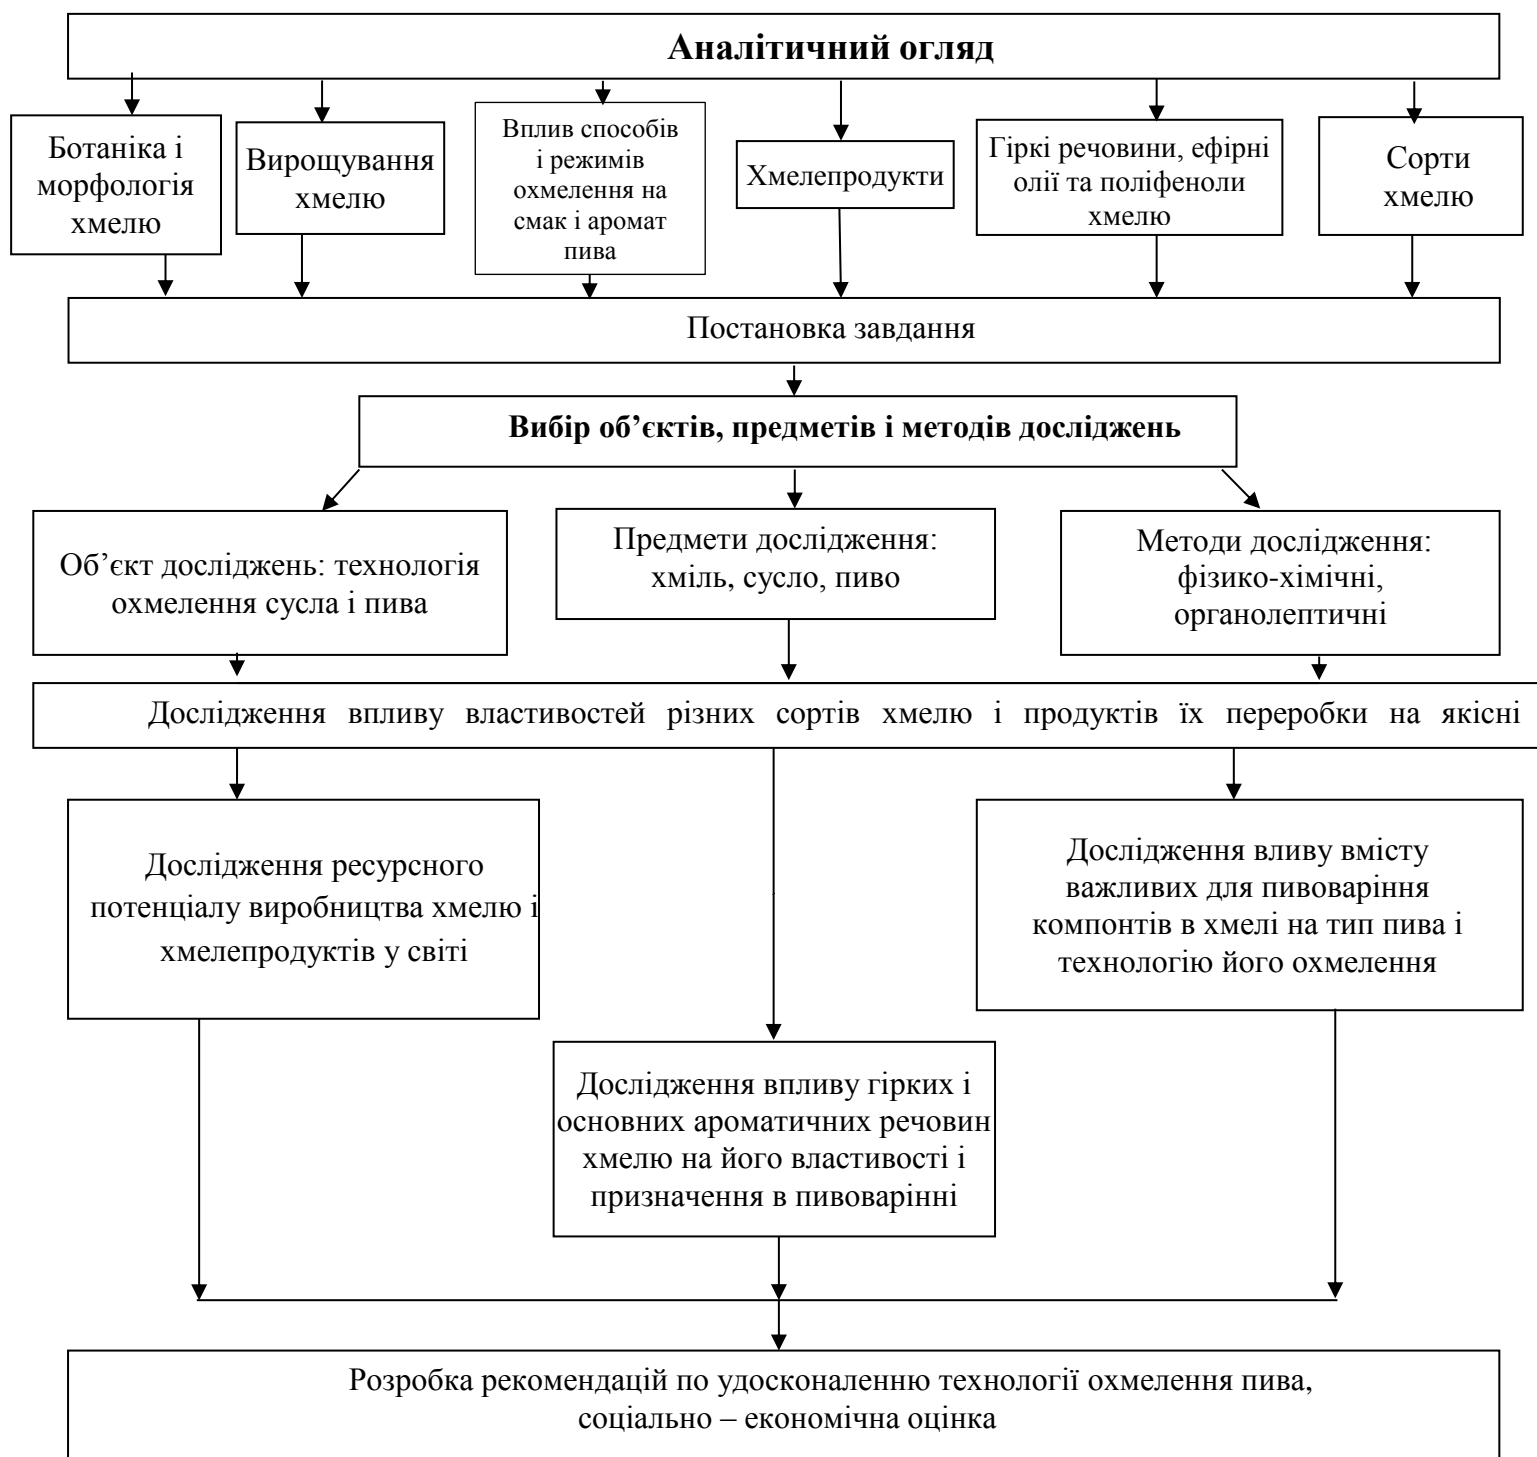 Аналітичний огляд
Ботаніка і
морфологія
хмелю
Вирощування
хмелю
Вплив способів
і режимів
охмелення на
смак і аромат
пива
Хмелепродукти
Гіркі речовини, ефірні
олії та поліфеноли
хмелю
Сорти
хмелю
Постановка завдання
Вибір об’єктів, предметів і методів досліджень
Об’єкт досліджень: технологія
охмелення сусла і пива
Предмети дослідження:
хміль, сусло, пиво
Методи дослідження:
фізико-хімічні,
органолептичні
Дослідження впливу властивостей різних сортів хмелю і продуктів їх переробки на якісні
Дослідження ресурсного
потенціалу виробництва хмелю і
хмелепродуктів у світі
Дослідження вливу вмісту
важливих для пивоваріння
компонтів в хмелі на тип пива і
технологію його охмелення
Дослідження впливу гірких і
основних ароматичних речовин
хмелю на його властивості і
призначення в пивоварінні
Розробка рекомендацій по удосконаленню технології охмелення пива,
соціально – економічна оцінка